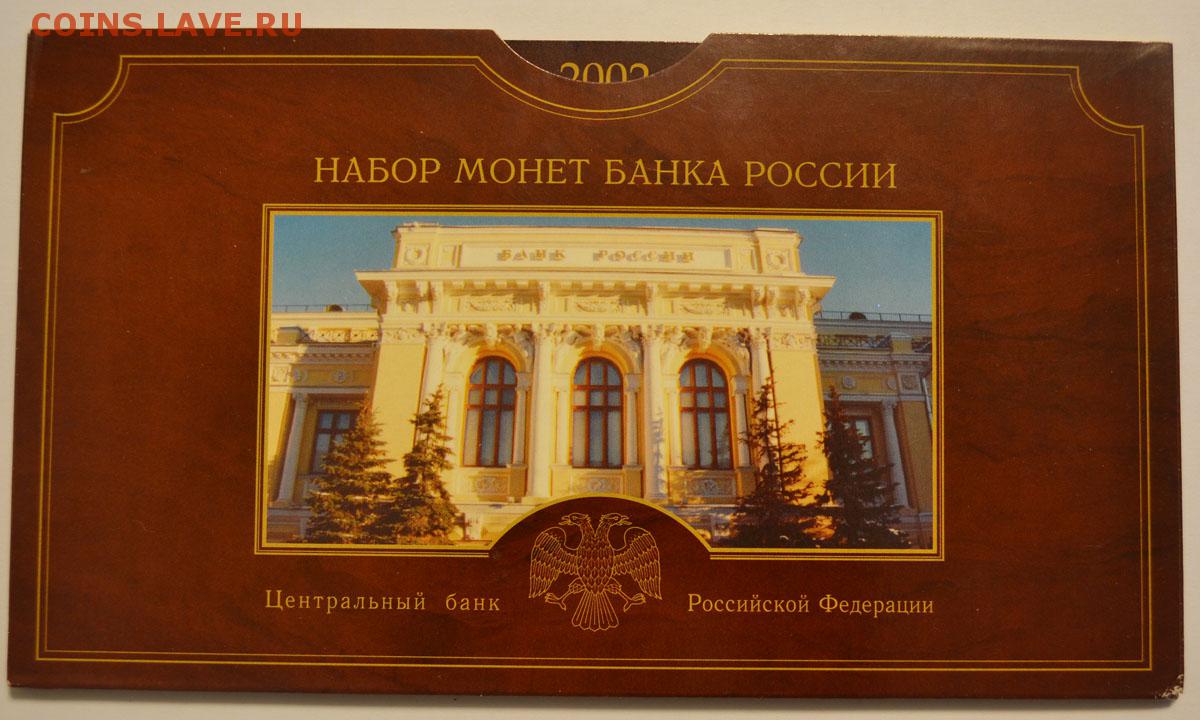 COINS.LAVE.RU
2002
НАБОР МОНЕТ БАНКА РОССИИ
БАНК РОССИИ
Центральный банк
Российской Федерации